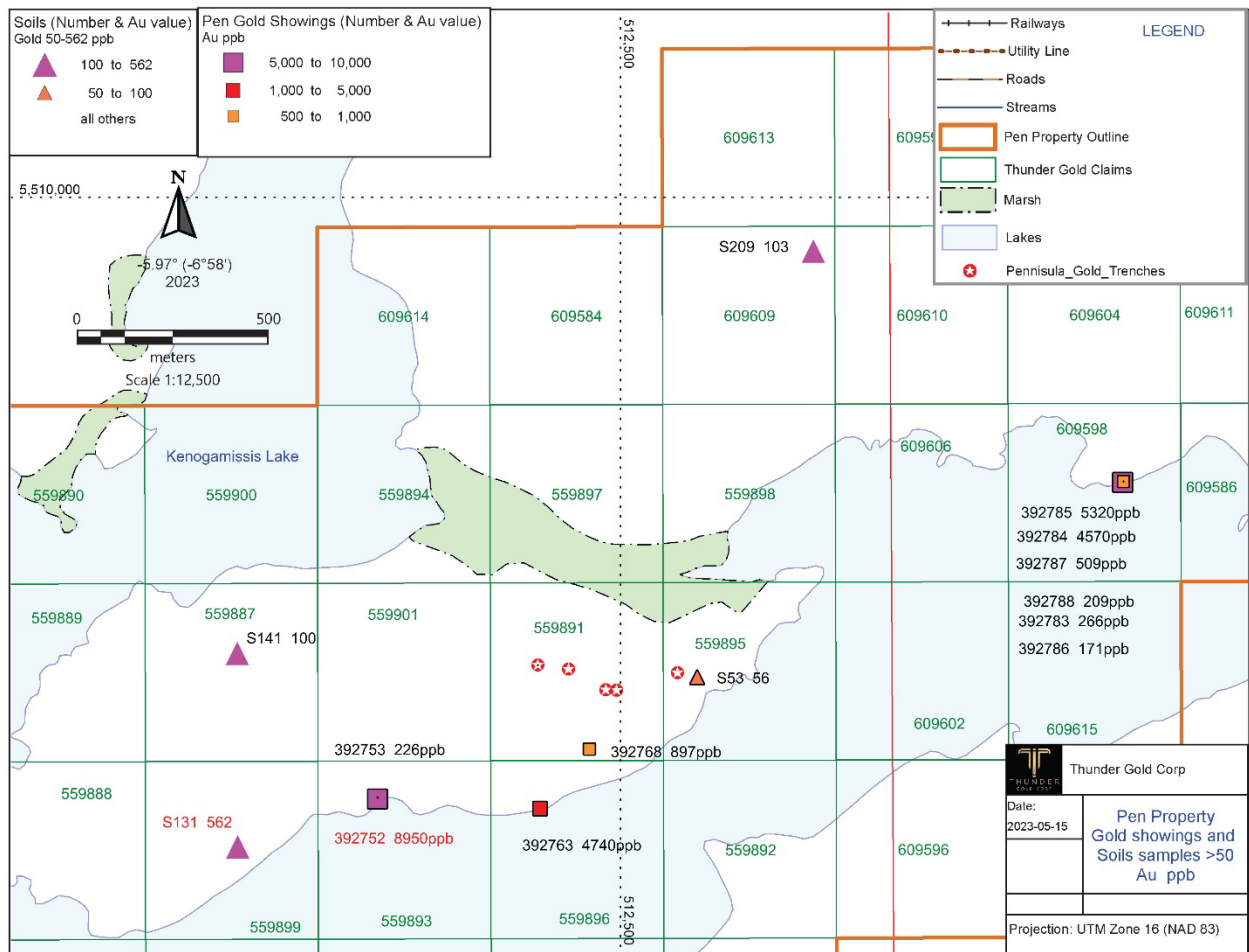 Soils (Number & Au value)
Gold 50-562 ppb
100 to 562
50 to 100
all others
Pen Gold Showings (Number & Au value)
Au ppb
5,000 to 10,000
1,000 to 5,000
500 to 1,000
512,500
LEGEND
Railways
Utility Line
Roads
Streams
Pen Property Outline
Thunder Gold Claims
Marsh
Lakes
Pennisula_Gold_Trenches
609613
5,510,000
N
-5.97° (-6°58')
2023
0 500
meters
Scale 1:12,500
S209 103
609614
609584
609609
610
609604
609611
Kenogamissis Lake
609606
609598
559890
559900
559894
559897
559898
609586
392785 5320ppb
392784 4570ppb
392787 509ppb
559889
559887
559901
559891
559895
392788 209ppb
392783 266ppb
392786 171ppb
S141 100
S53 56
609602
609615
392753 226ppb
392768 897ppb
559888
S131 562
392752 8950ppb
392763 4740ppb
559892
609596
559899
559893
559896
512,500
THUNDER
GOLD CORP
Thunder Gold Corp
Date:
2023-05-15
Pen Property
Gold showings and
Soils samples >50
Au ppb
Projection: UTM Zone 16 (NAD 83)